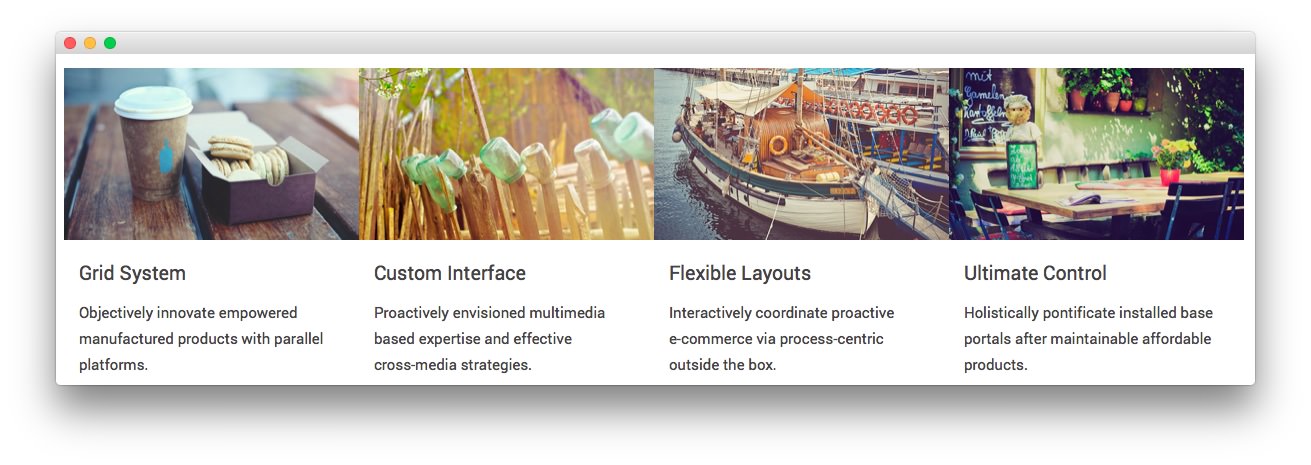 mit
Gamelen
Grid System
Objectively innovate empowered
manufactured products with parallel
platforms.
Custom Interface
Proactively envisioned multimedia
based expertise and effective
cross-media strategies.
Flexible Layouts
Interactively coordinate proactive
e-commerce via process-centric
outside the box.
Ultimate Control
Holistically pontificate installed base
portals after maintainable affordable
products.